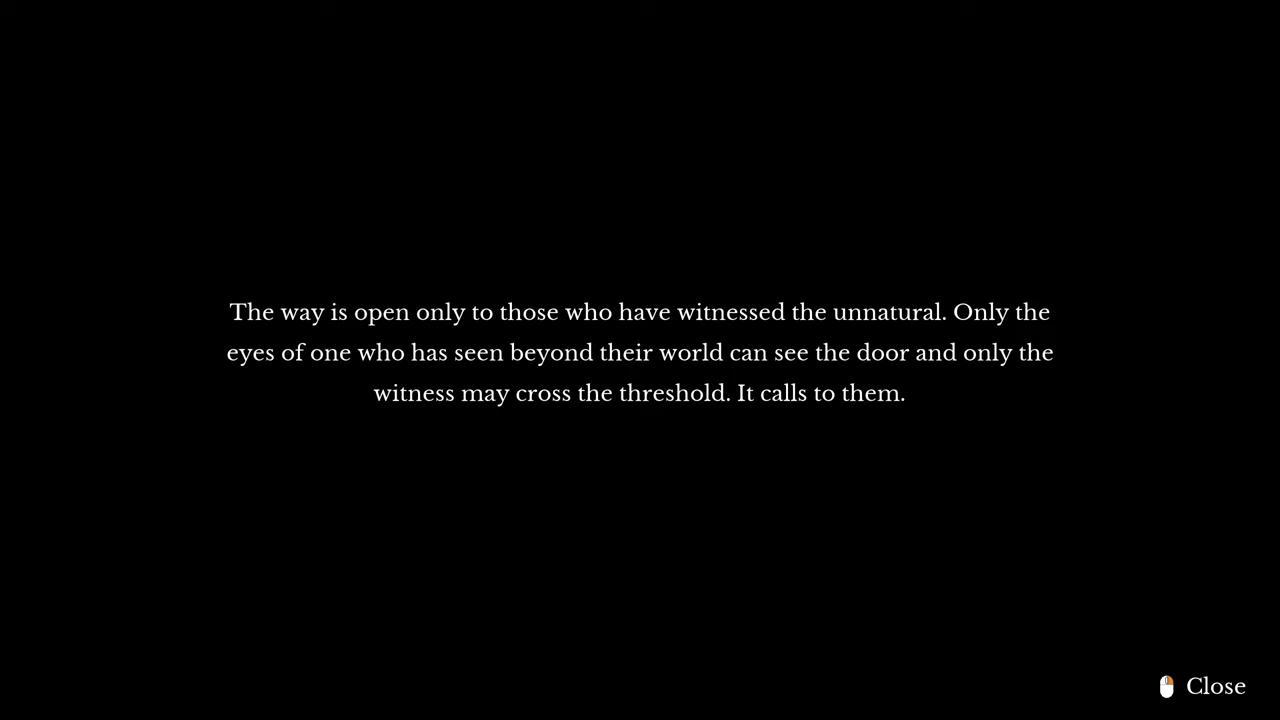 The way is open only to those who have witnessed the unnatural. Only the
eyes of one who has seen beyond their world can see the door and only the
witness may cross the threshold. It calls to them.
Close